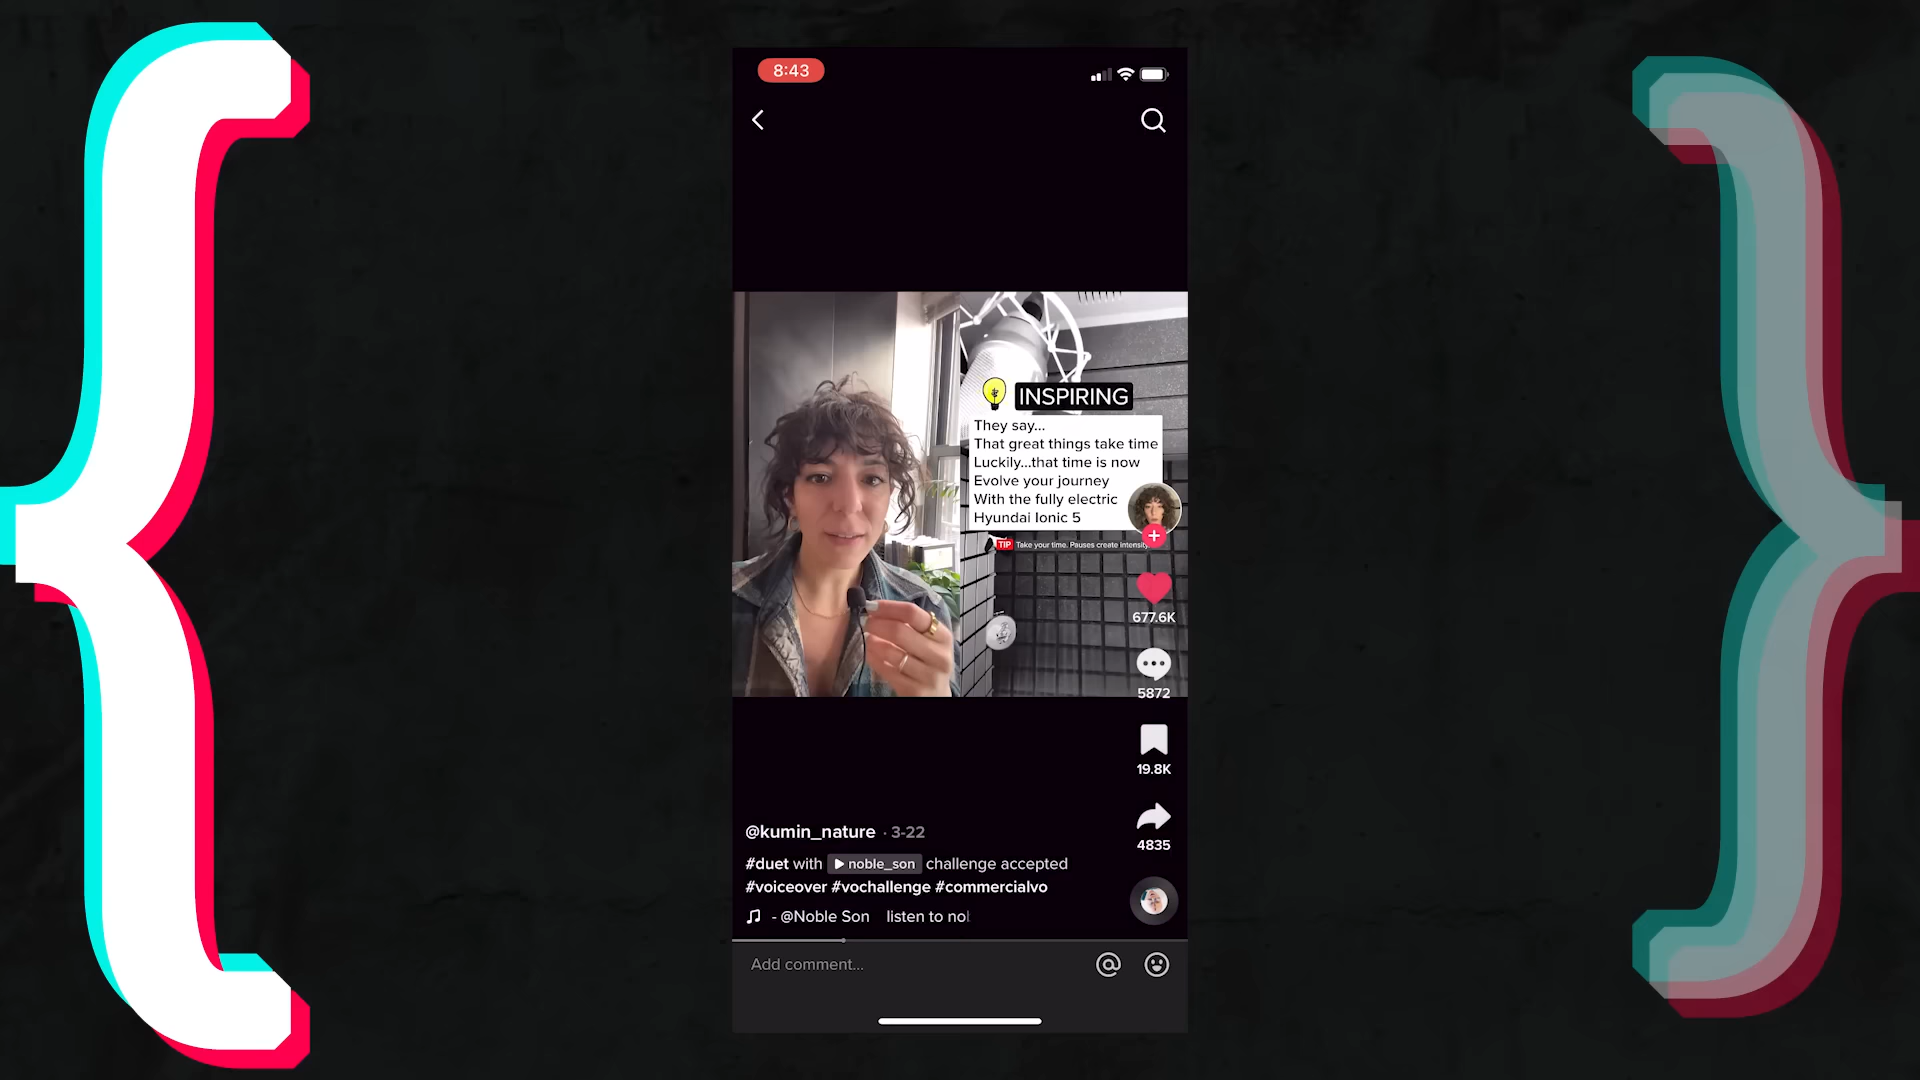 8:43
INSPIRING
They say...
That great things take time
Luckily...that time is now
Evolve your journey
With the fully electric
Hyundai Ionic 5
TIP Take your time. Pauses create intensity.
677.6K
5872
19.8K
4835
@kumin_nature · 3-22
#duet with noble_son challenge accepted
#voiceover #vochallenge #commercialvo
- @Noble Son listen to nol
Add comment...